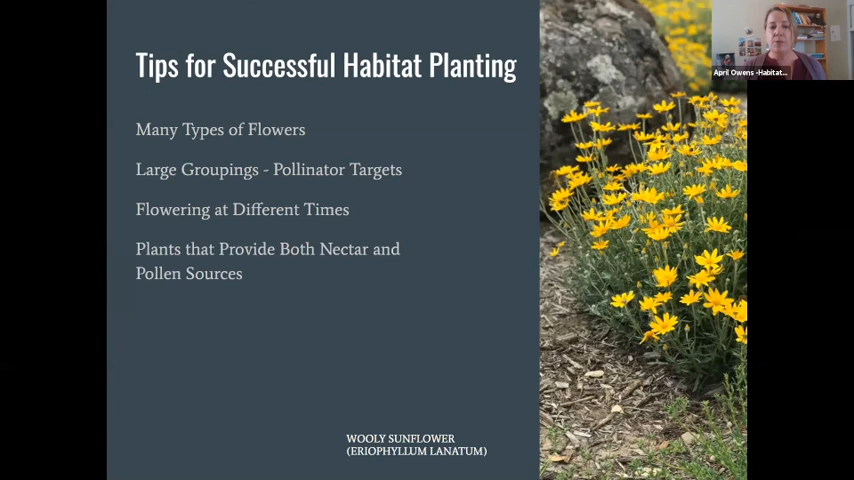 Tips for Successful Habitat Planting
Many Types of Flowers
Large Groupings - Pollinator Targets
Flowering at Different Times
Plants that Provide Both Nectar and
Pollen Sources
WOOLY SUNFLOWER
(ERIOPHYLLUM LANATUM)
April Owens -Habitat...